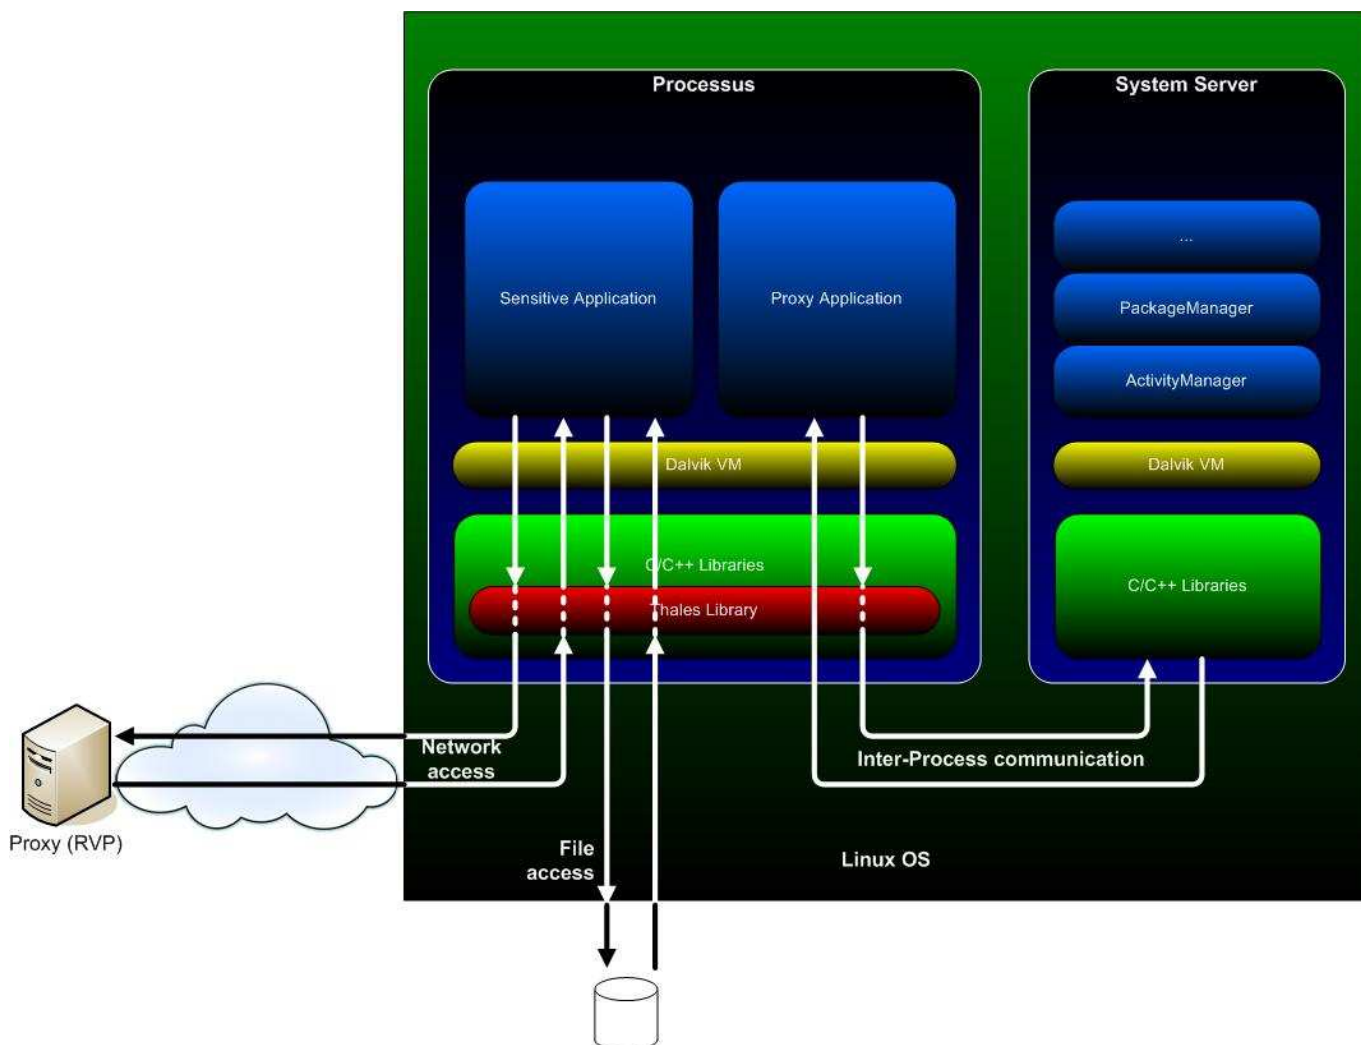 Processus
System Server
Sensitive Application
Proxy Application
...
PackageManager
ActivityManager
Dalvik VM
Dalvik VM
C/C++ Libraries
Thales Library
C/C++ Libraries
Network
access
Inter-Process communication
Proxy (RVP)
File
access
Linux OS